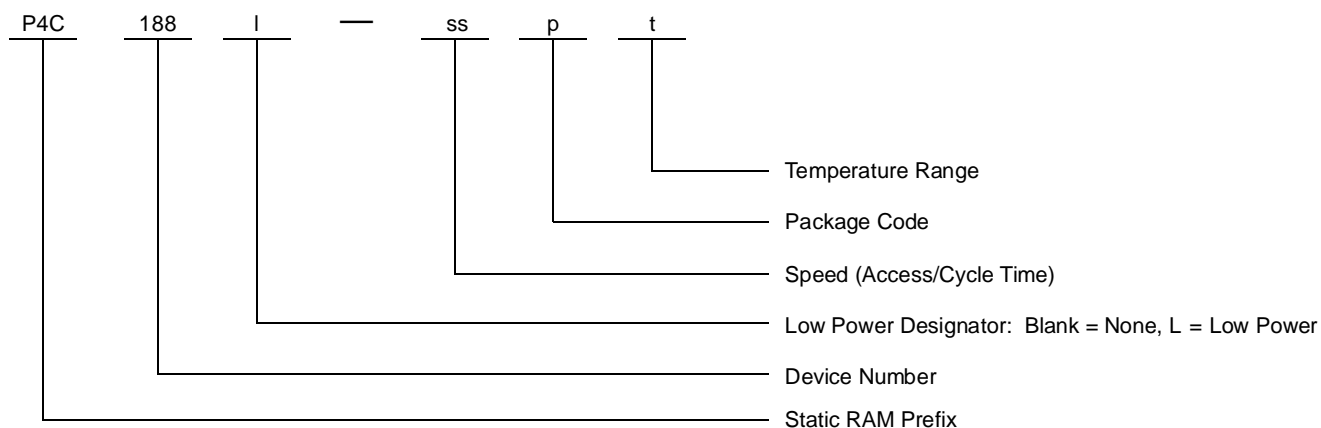 P4C 188 l — ss p t
Temperature Range
Package Code
Speed (Access/Cycle Time)
Low Power Designator: Blank = None, L = Low Power
Device Number
Static RAM Prefix